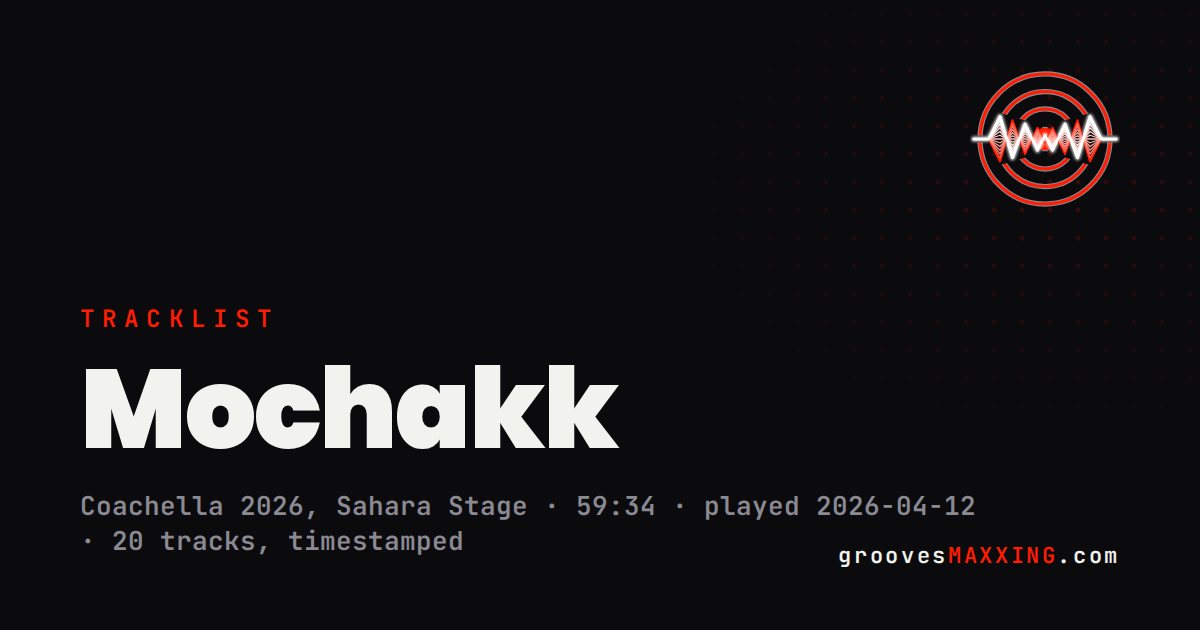 TRACKLIST
Mochakk
Coachella 2026, Sahara Stage · 59:34 · played 2026-04-12
· 20 tracks, timestamped
groovesMAXXING.com